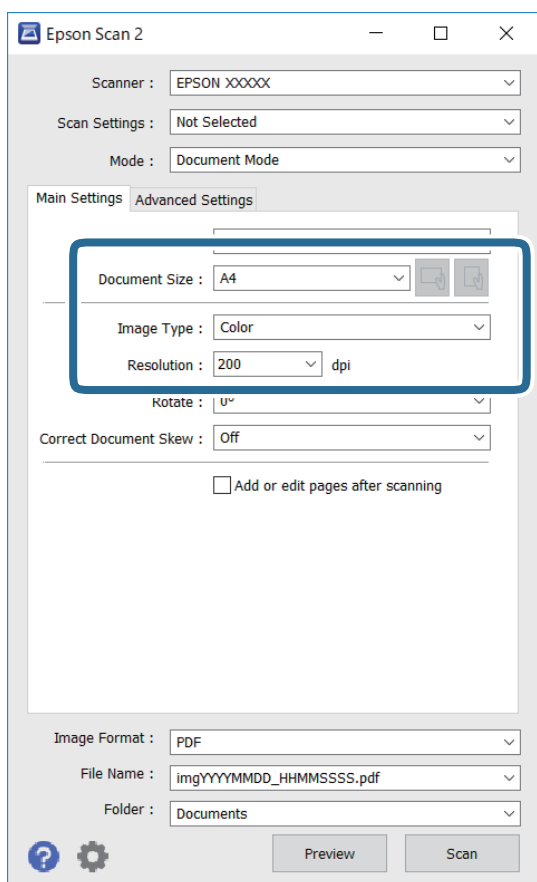 Epson Scan 2
Scanner : EPSON XXXXX
Scan Settings : Not Selected
Mode : Document Mode
Main Settings Advanced Settings
Document Size : A4
Image Type : Color
Resolution : 200 dpi
Rotate : 0°
Correct Document Skew : Off
Add or edit pages after scanning
Image Format : PDF
File Name : imgYYYYMMDD_HHMMSSSS.pdf
Folder : Documents
? Preview Scan